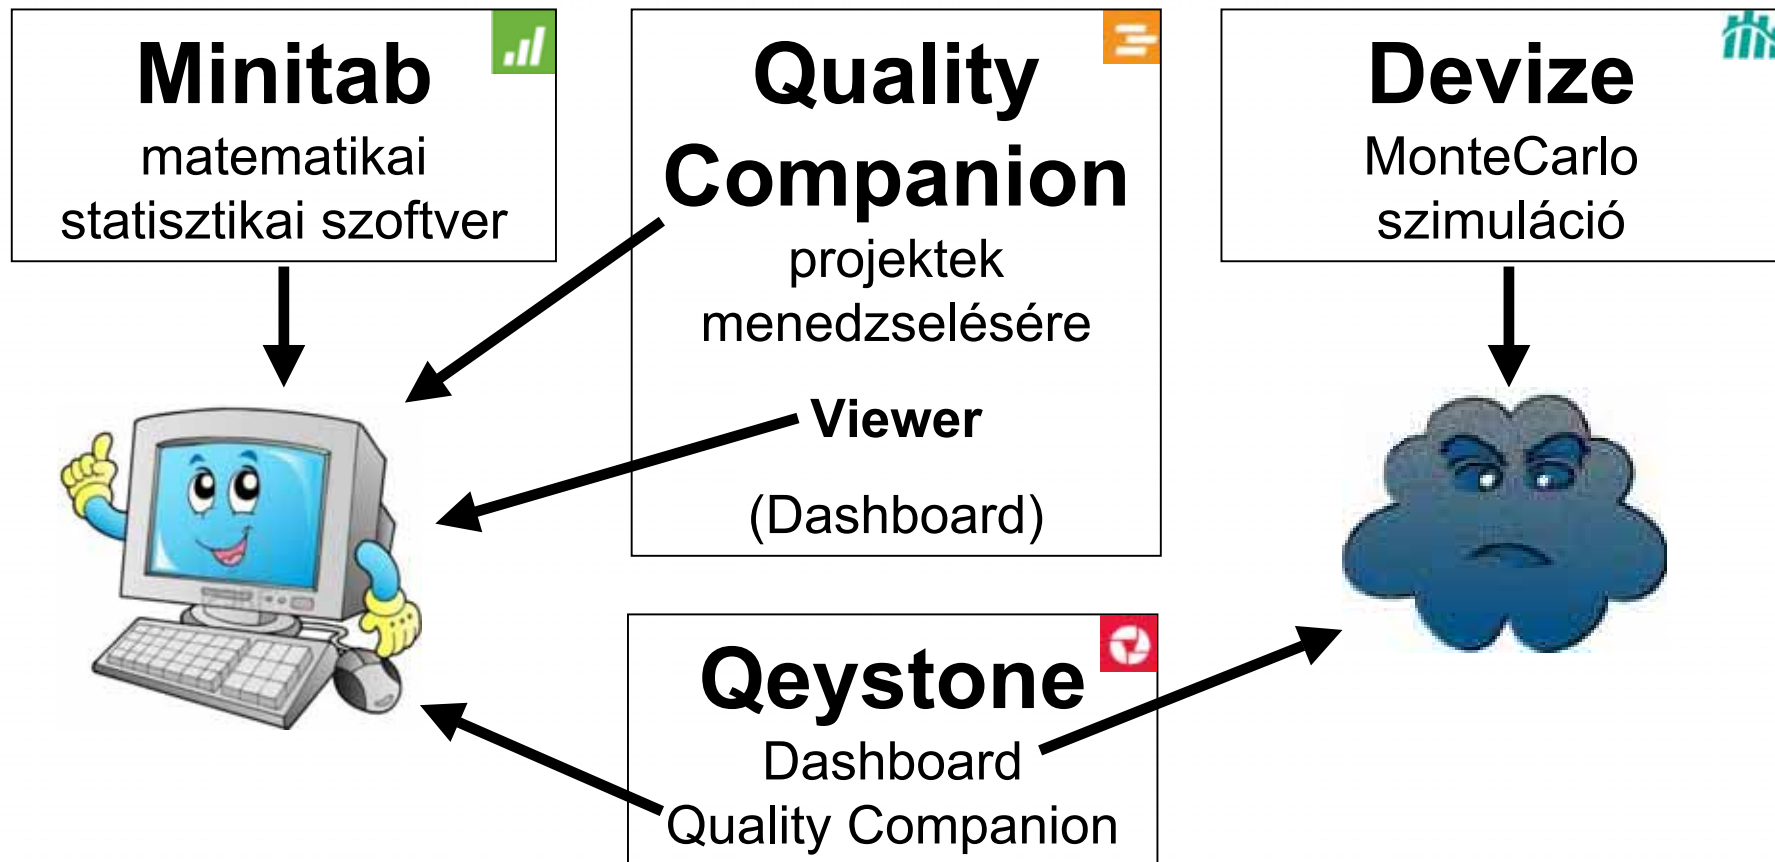 Minitab
matematikai
statisztikai szoftver
Quality
Companion
projektek
menedzselésére
Viewer
(Dashboard)
Devize
MonteCarlo
szimuláció
Qeystone
Dashboard
Quality Companion